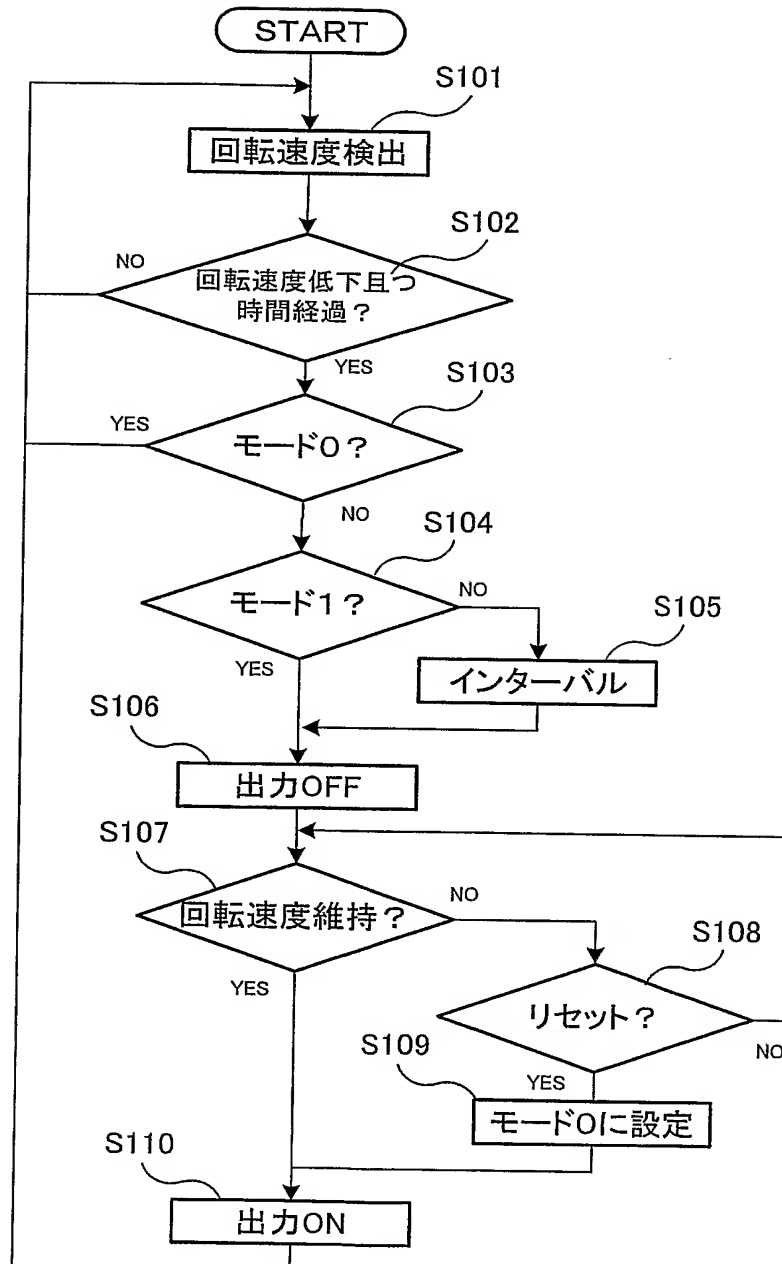 START
S101
回転速度検出
S102
NO
回転速度低下且つ
時間経過？
YES
S103
YES
モード0？
NO
S104
モード1？
NO
S105
YES
インターバル
S106
出力OFF
S107
NO
回転速度維持？
S108
YES
リセット？
NO
S109
YES
モード0に設定
S110
出力ON